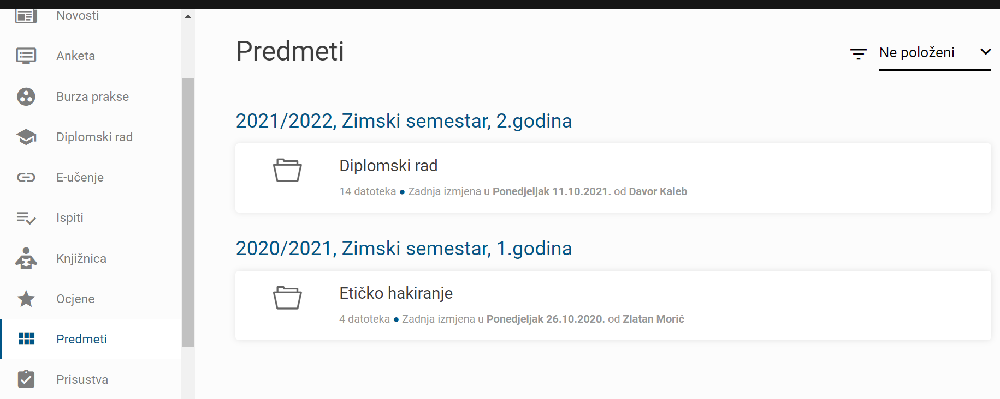 Novosti
Anketa
Burza prakse
Diplomski rad
E-učenje
Ispiti
Knjižnica
Ocjene
Predmeti
Prisustva
Predmeti
Ne položeni
2021/2022, Zimski semestar, 2.godina
Diplomski rad
14 datoteka ● Zadnja izmjena u Ponedjeljak 11.10.2021. od Davor Kaleb
2020/2021, Zimski semestar, 1.godina
Etičko hakiranje
4 datoteka ● Zadnja izmjena u Ponedjeljak 26.10.2020. od Zlatan Morić